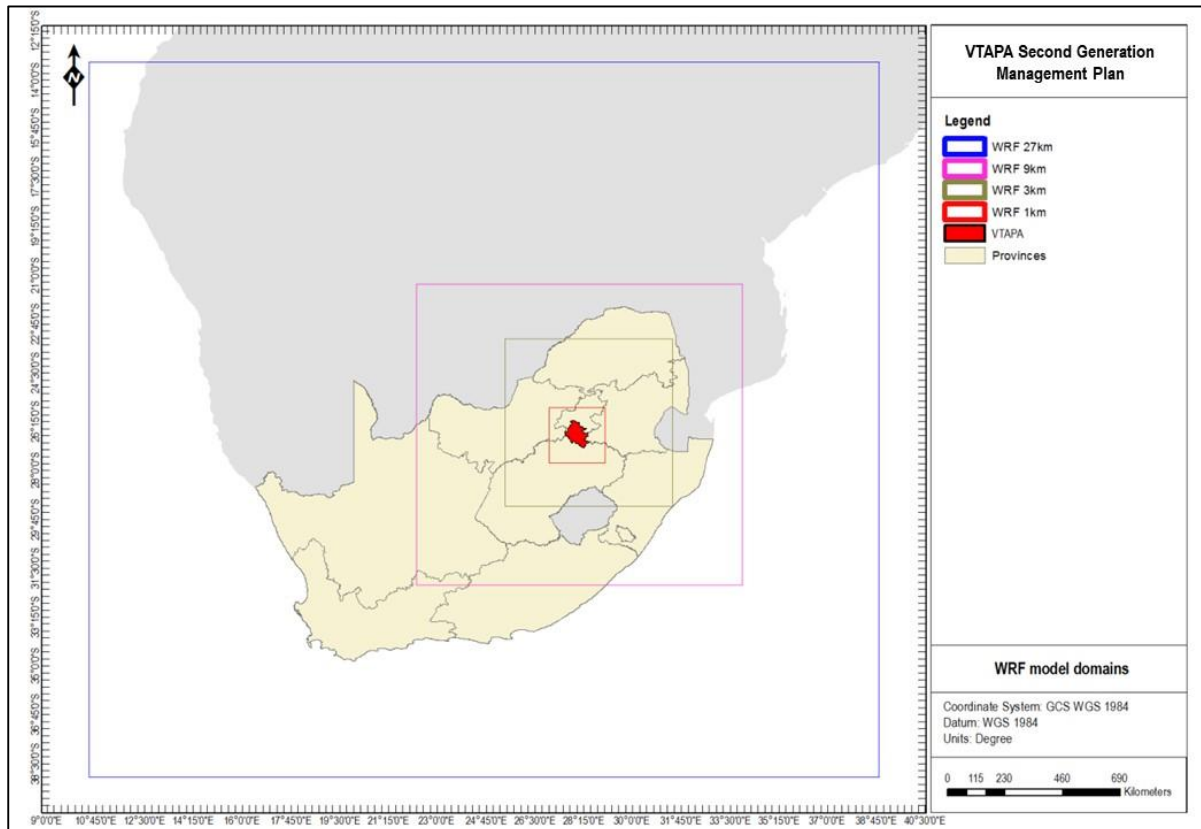 N
12°15'0"S
14°0'0"S
15°45'0"S
17°30'0"S
19°15'0"S
21°0'0"S
22°45'0"S
24°30'0"S
26°15'0"S
28°0'0"S
29°45'0"S
31°30'0"S
33°15'0"S
35°0'0"S
36°45'0"S
38°30'0"S
9°0'0"E 10°45'0"E 12°30'0"E 14°15'0"E 16°0'0"E 17°45'0"E 19°30'0"E 21°15'0"E 23°0'0"E 24°45'0"E 26°30'0"E 28°15'0"E 30°0'0"E 31°45'0"E 33°30'0"E 35°15'0"E 37°0'0"E 38°45'0"E 40°30'0"E
VTAPA Second Generation
Management Plan
Legend
WRF 27km
WRF 9km
WRF 3km
WRF 1km
VTAPA
Provinces
WRF model domains
Coordinate System: GCS WGS 1984
Datum: WGS 1984
Units: Degree
0 115 230 460 690
Kilometers